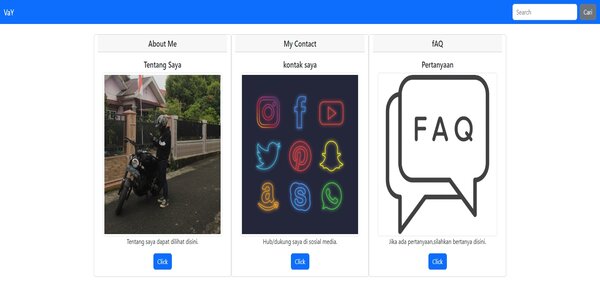 VaY
Search
Cari
About Me
Tentang Saya
Tentang saya dapat dilihat disini.
Click
My Contact
kontak saya
Hub/dukung saya di sosial media.
Click
fAQ
Pertanyaan
FAQ
Jika ada pertanyaan,silahkan bertanya disini.
Click